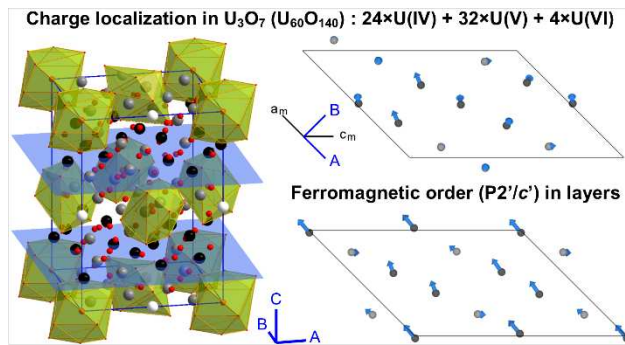 Charge localization in U₃O₇ (U₆₀O₁₄₀) : 24×U(IV) + 32×U(V) + 4×U(VI)
B
aₘ
cₘ
A
Ferromagnetic order (P2'/c') in layers
C
B
A